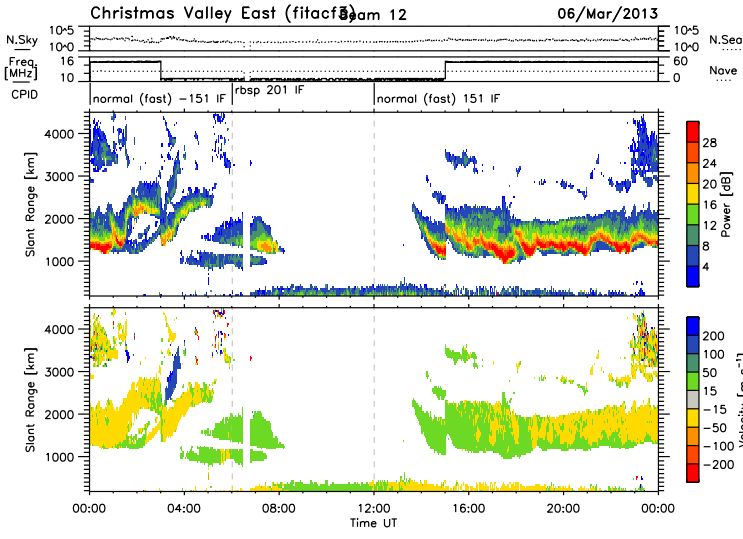 Christmas Valley East (fitacf3) Beam 12 06/Mar/2013
N.Sky 10^5 10^0 10^5 10^0 N.Sea
Freq. [MHz] 16 10 60 0 Nave
CPID normal (fast) -151 IF rbsp 201 IF normal (fast) 151 IF
Slant Range [km] 4000 3000 2000 1000
Power [dB] 28 24 20 16 12 8 4
Slant Range [km] 4000 3000 2000 1000
200 100 50 15 -15 -50 -100 -200
00:00 04:00 08:00 12:00 16:00 20:00 00:00
Time UT